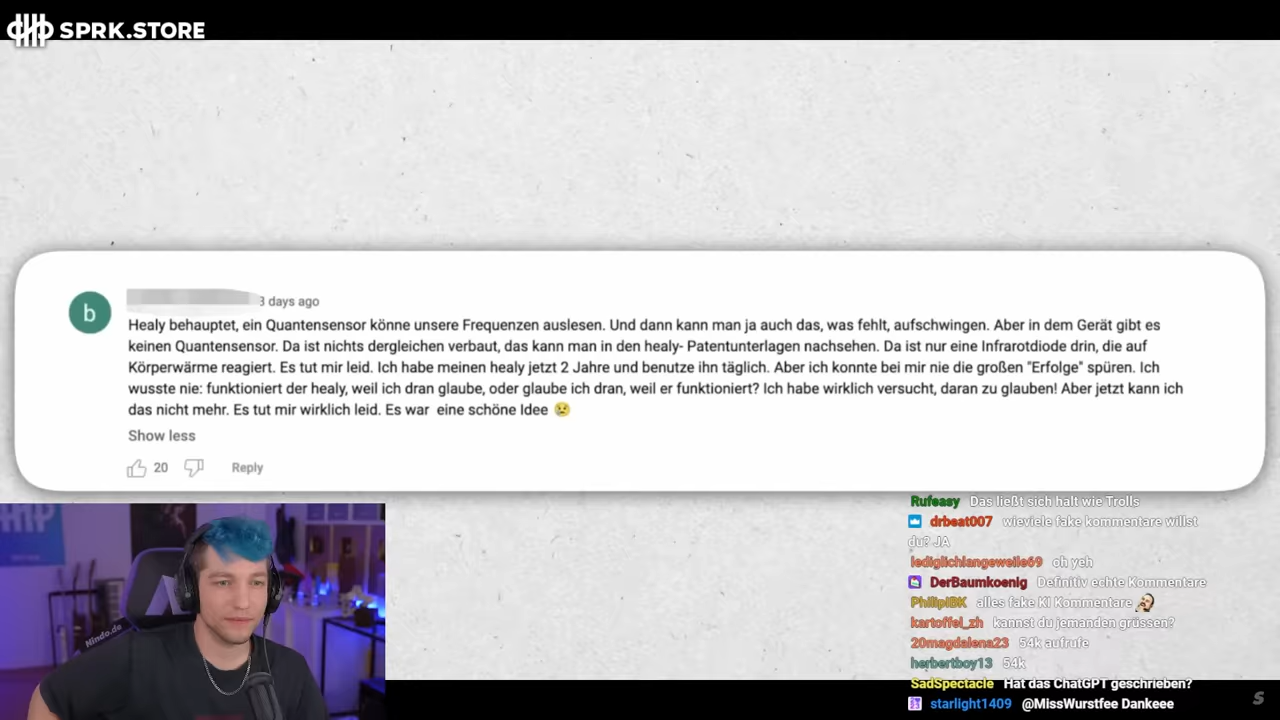 SPRK.STORE
b
3 days ago
Healy behauptet, ein Quantensensor könne unsere Frequenzen auslesen. Und dann kann man ja auch das, was fehlt, aufschwingen. Aber in dem Gerät gibt es
keinen Quantensensor. Da ist nichts dergleichen verbaut, das kann man in den healy- Patentunterlagen nachsehen. Da ist nur eine Infrarotdiode drin, die auf
Körperwärme reagiert. Es tut mir leid. Ich habe meinen healy jetzt 2 Jahre und benutze ihn täglich. Aber ich konnte bei mir nie die großen "Erfolge" spüren. Ich
wusste nie: funktioniert der healy, weil ich dran glaube, oder glaube ich dran, weil er funktioniert? Ich habe wirklich versucht, daran zu glauben! Aber jetzt kann ich
das nicht mehr. Es tut mir wirklich leid. Es war eine schöne Idee 😢
Show less
20
Reply
Rufeasy Das ließt sich halt wie Trolls
drbeat007 wieviele fake kommentare willst
du? JA
lediglichlangeweile69 oh yeh
DerBaumkoenig Definitiv echte Kommentare
PhilipIBK alles fake KI Kommentare
kartoffel_zh kannst du jemanden grüssen?
20magdalena23 54k aufrufe
herbertboy13 54k
SadSpectacle Hat das ChatGPT geschrieben?
starlight1409 @MissWurstfee Dankeee
Nindo.de